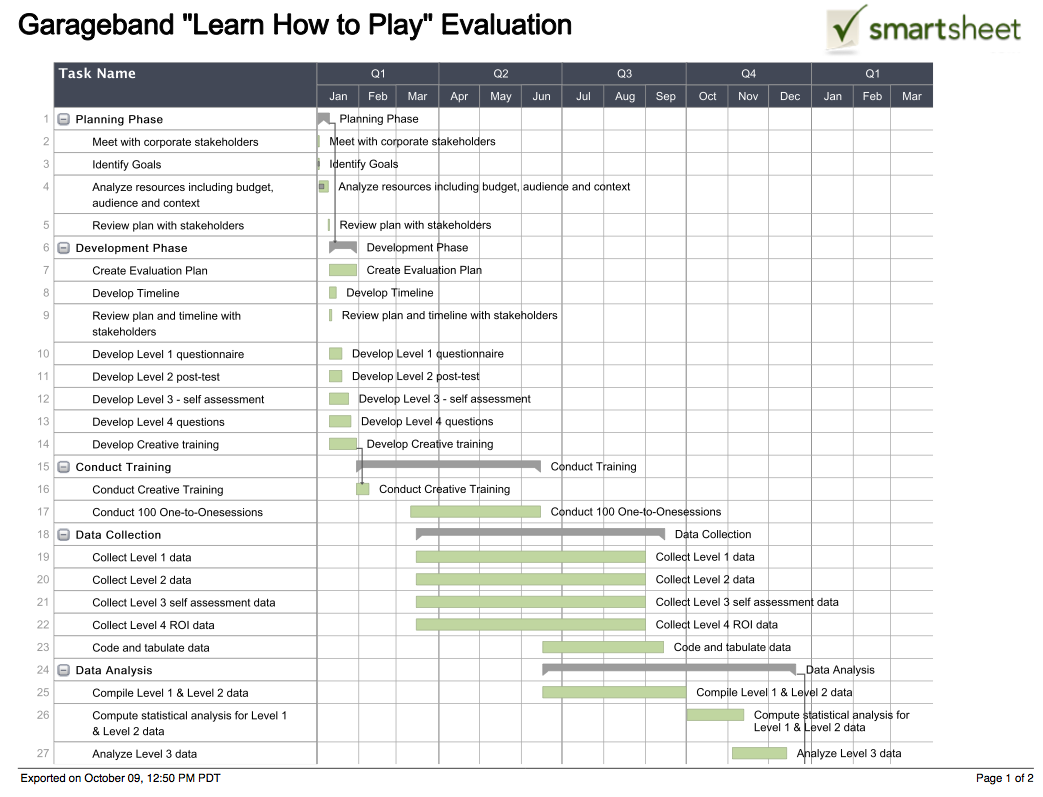 Garageband "Learn How to Play" Evaluation
smartsheet
Task Name
Q1 Q2 Q3 Q4 Q1
Jan Feb Mar Apr May Jun Jul Aug Sep Oct Nov Dec Jan Feb Mar
1 Planning Phase Planning Phase
2 Meet with corporate stakeholders Meet with corporate stakeholders
3 Identify Goals Identify Goals
4 Analyze resources including budget, Analyze resources including budget, audience and context
audience and context
5 Review plan with stakeholders Review plan with stakeholders
6 Development Phase Development Phase
7 Create Evaluation Plan Create Evaluation Plan
8 Develop Timeline Develop Timeline
9 Review plan and timeline with Review plan and timeline with stakeholders
stakeholders
10 Develop Level 1 questionnaire Develop Level 1 questionnaire
11 Develop Level 2 post-test Develop Level 2 post-test
12 Develop Level 3 - self assessment Develop Level 3 - self assessment
13 Develop Level 4 questions Develop Level 4 questions
14 Develop Creative training Develop Creative training
15 Conduct Training Conduct Training
16 Conduct Creative Training Conduct Creative Training
17 Conduct 100 One-to-Onesessions Conduct 100 One-to-Onesessions
18 Data Collection Data Collection
19 Collect Level 1 data Collect Level 1 data
20 Collect Level 2 data Collect Level 2 data
21 Collect Level 3 self assessment data Collect Level 3 self assessment data
22 Collect Level 4 ROI data Collect Level 4 ROI data
23 Code and tabulate data Code and tabulate data
24 Data Analysis Data Analysis
25 Compile Level 1 & Level 2 data Compile Level 1 & Level 2 data
26 Compute statistical analysis for Level 1 Compute statistical analysis for
& Level 2 data Level 1 & Level 2 data
27 Analyze Level 3 data Analyze Level 3 data
Exported on October 09, 12:50 PM PDT Page 1 of 2